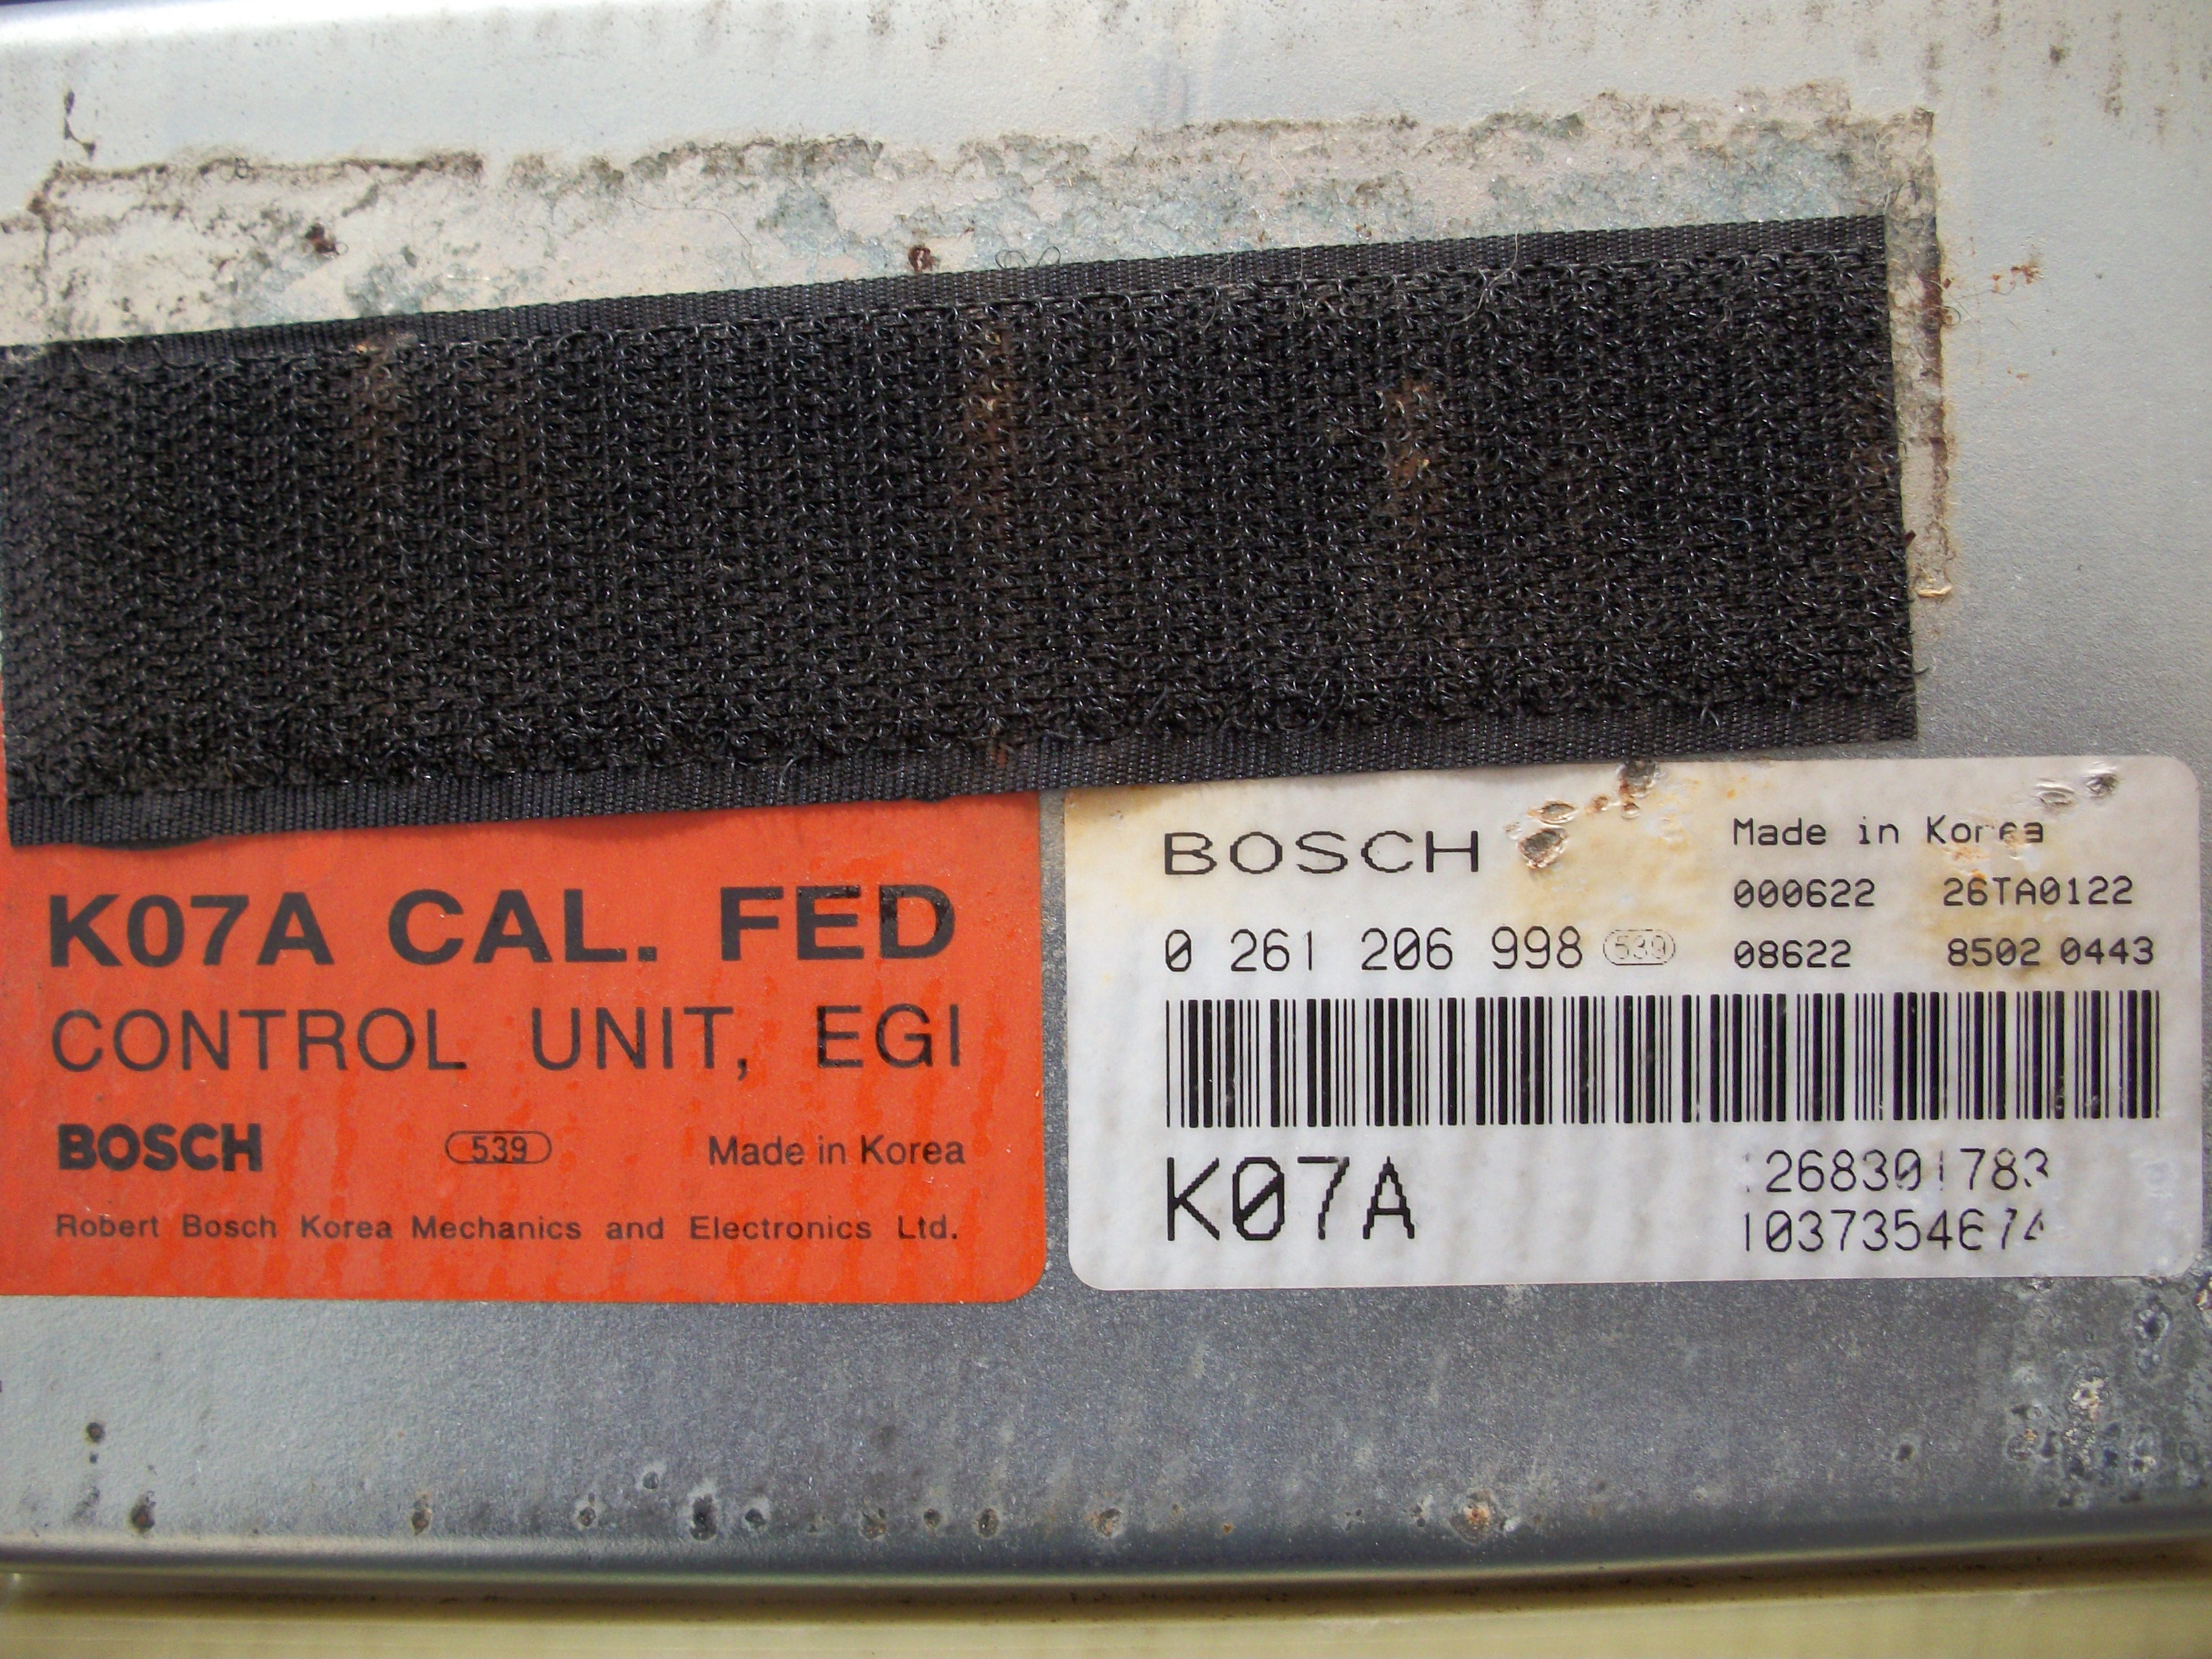 K07A CAL. FED
CONTROL UNIT, EGI
BOSCH 539 Made in Korea
Robert Bosch Korea Mechanics and Electronics Ltd.
BOSCH Made in Korea
000622 26TA0122
0 261 206 998 539 08622 8502 0443
K07A